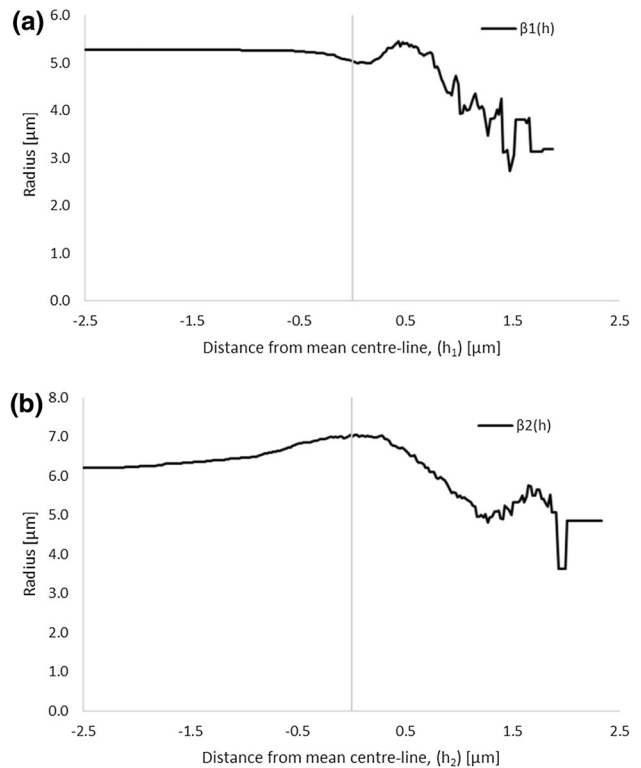 (a)
6.0
β1(h)
5.0
4.0
3.0
2.0
1.0
0.0
Radius [µm]
-2.5 -1.5 -0.5 0.5 1.5 2.5
Distance from mean centre-line, (h₁) [µm]
(b)
8.0
β2(h)
7.0
6.0
5.0
4.0
3.0
2.0
1.0
0.0
Radius [µm]
-2.5 -1.5 -0.5 0.5 1.5 2.5
Distance from mean centre-line, (h₂) [µm]